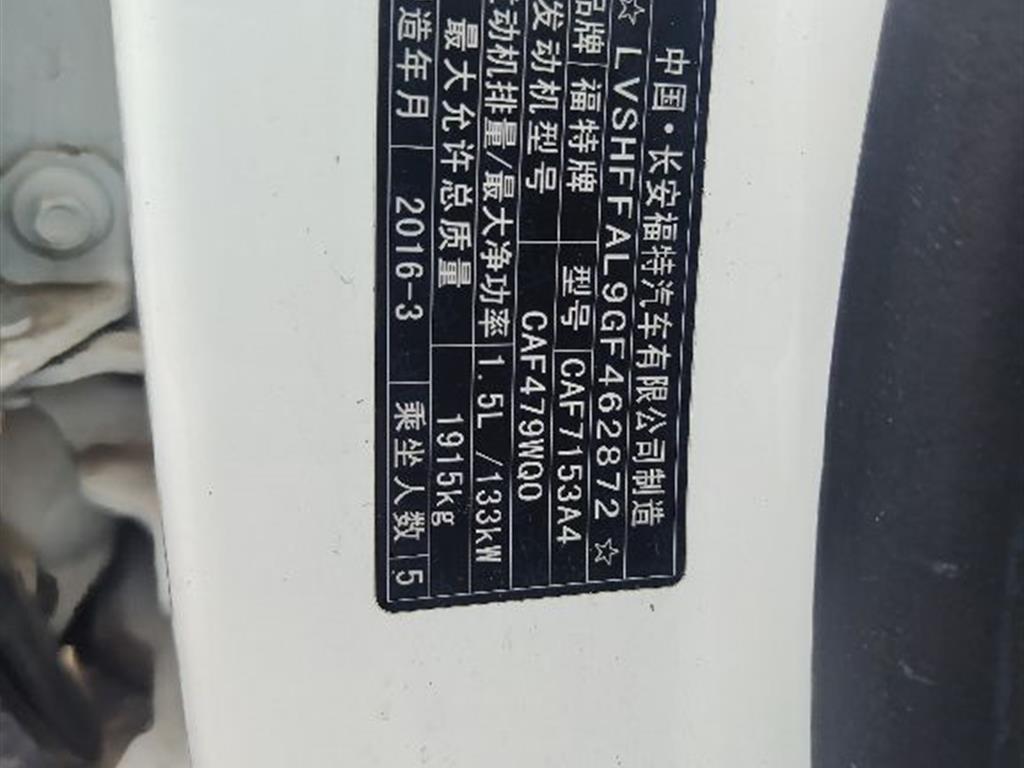 中国·长安福特汽车有限公司制造
☆ LVSHFFAL9GF462872 ☆
品牌 福特牌 型号 CAF7153A4
发动机型号 CAF479WQ0
动机排量/最大净功率 1.5L /133kW
最大允许总质量 1915kg
造年月 2016-3 乘坐人数 5